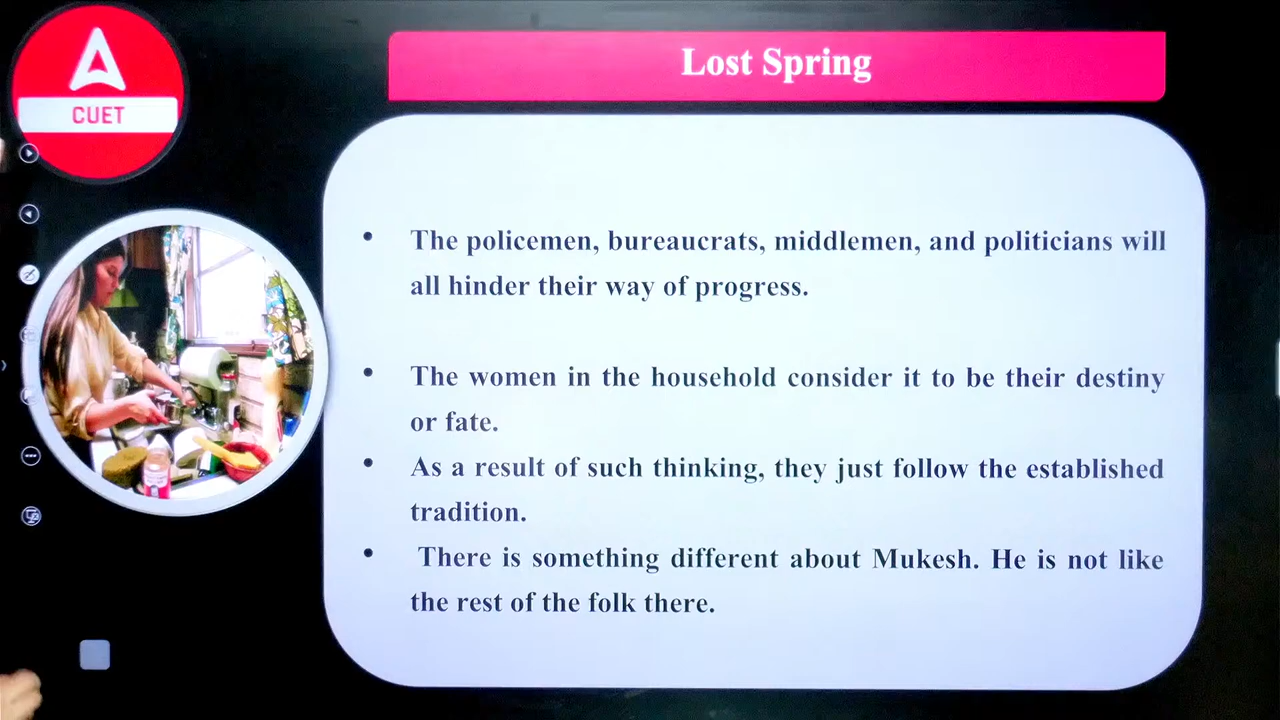 CUET
Lost Spring
• The policemen, bureaucrats, middlemen, and politicians will
all hinder their way of progress.
• The women in the household consider it to be their destiny
or fate.
• As a result of such thinking, they just follow the established
tradition.
• There is something different about Mukesh. He is not like
the rest of the folk there.